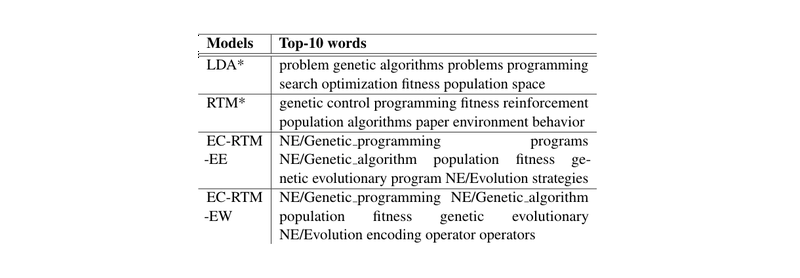 Models Top-10 words
LDA* problem genetic algorithms problems programming
search optimization fitness population space
RTM* genetic control programming fitness reinforcement
population algorithms paper environment behavior
EC-RTM NE/Genetic_programming programs
-EE NE/Genetic_algorithm population fitness ge-
netic evolutionary program NE/Evolution strategies
EC-RTM NE/Genetic_programming NE/Genetic_algorithm
-EW population fitness genetic evolutionary
NE/Evolution encoding operator operators